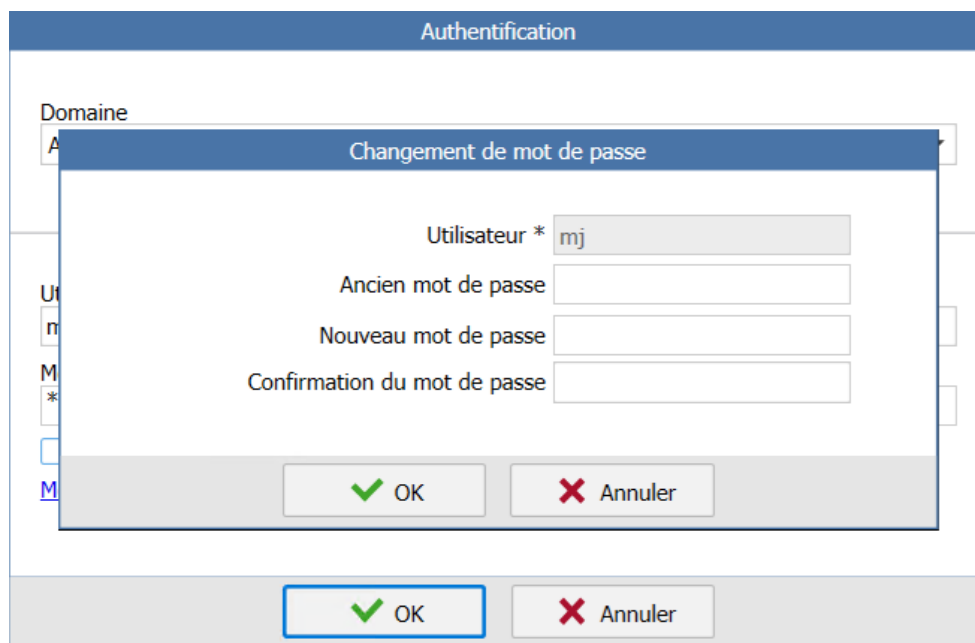 Authentification
Domaine
A
Changement de mot de passe
Utilisateur * mj
Ancien mot de passe
Nouveau mot de passe
Confirmation du mot de passe
Ut
m
M
*
M
OK Annuler
OK Annuler